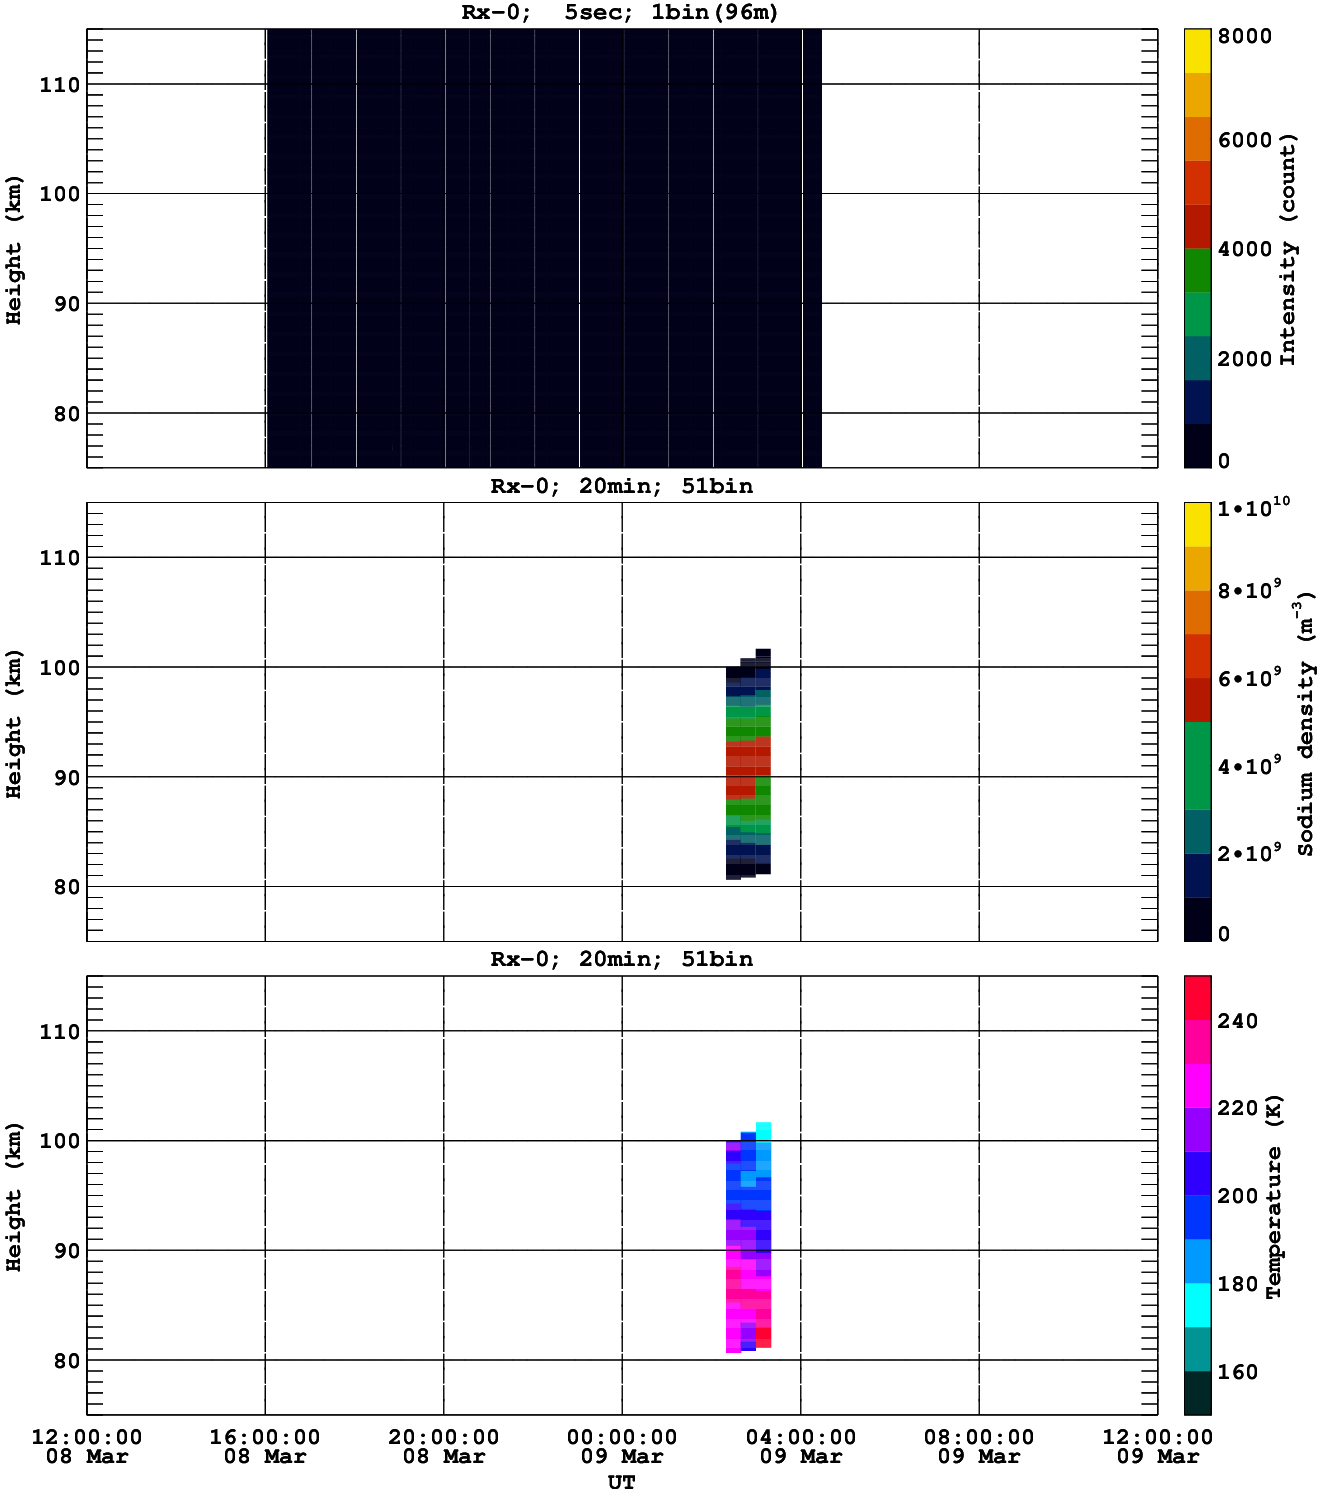 Rx-0;  5sec; 1bin(96m)
110
100
90
80
Height (km)
8000
6000
4000
2000
0
Intensity (count)
Rx-0; 20min; 51bin
110
100
90
80
Height (km)
1•10¹⁰
8•10⁹
6•10⁹
4•10⁹
2•10⁹
0
Sodium density (m⁻³)
Rx-0; 20min; 51bin
110
100
90
80
Height (km)
240
220
200
180
160
Temperature (K)
12:00:00 16:00:00 20:00:00 00:00:00 04:00:00 08:00:00 12:00:00
08 Mar 08 Mar 08 Mar 09 Mar 09 Mar 09 Mar 09 Mar
UT